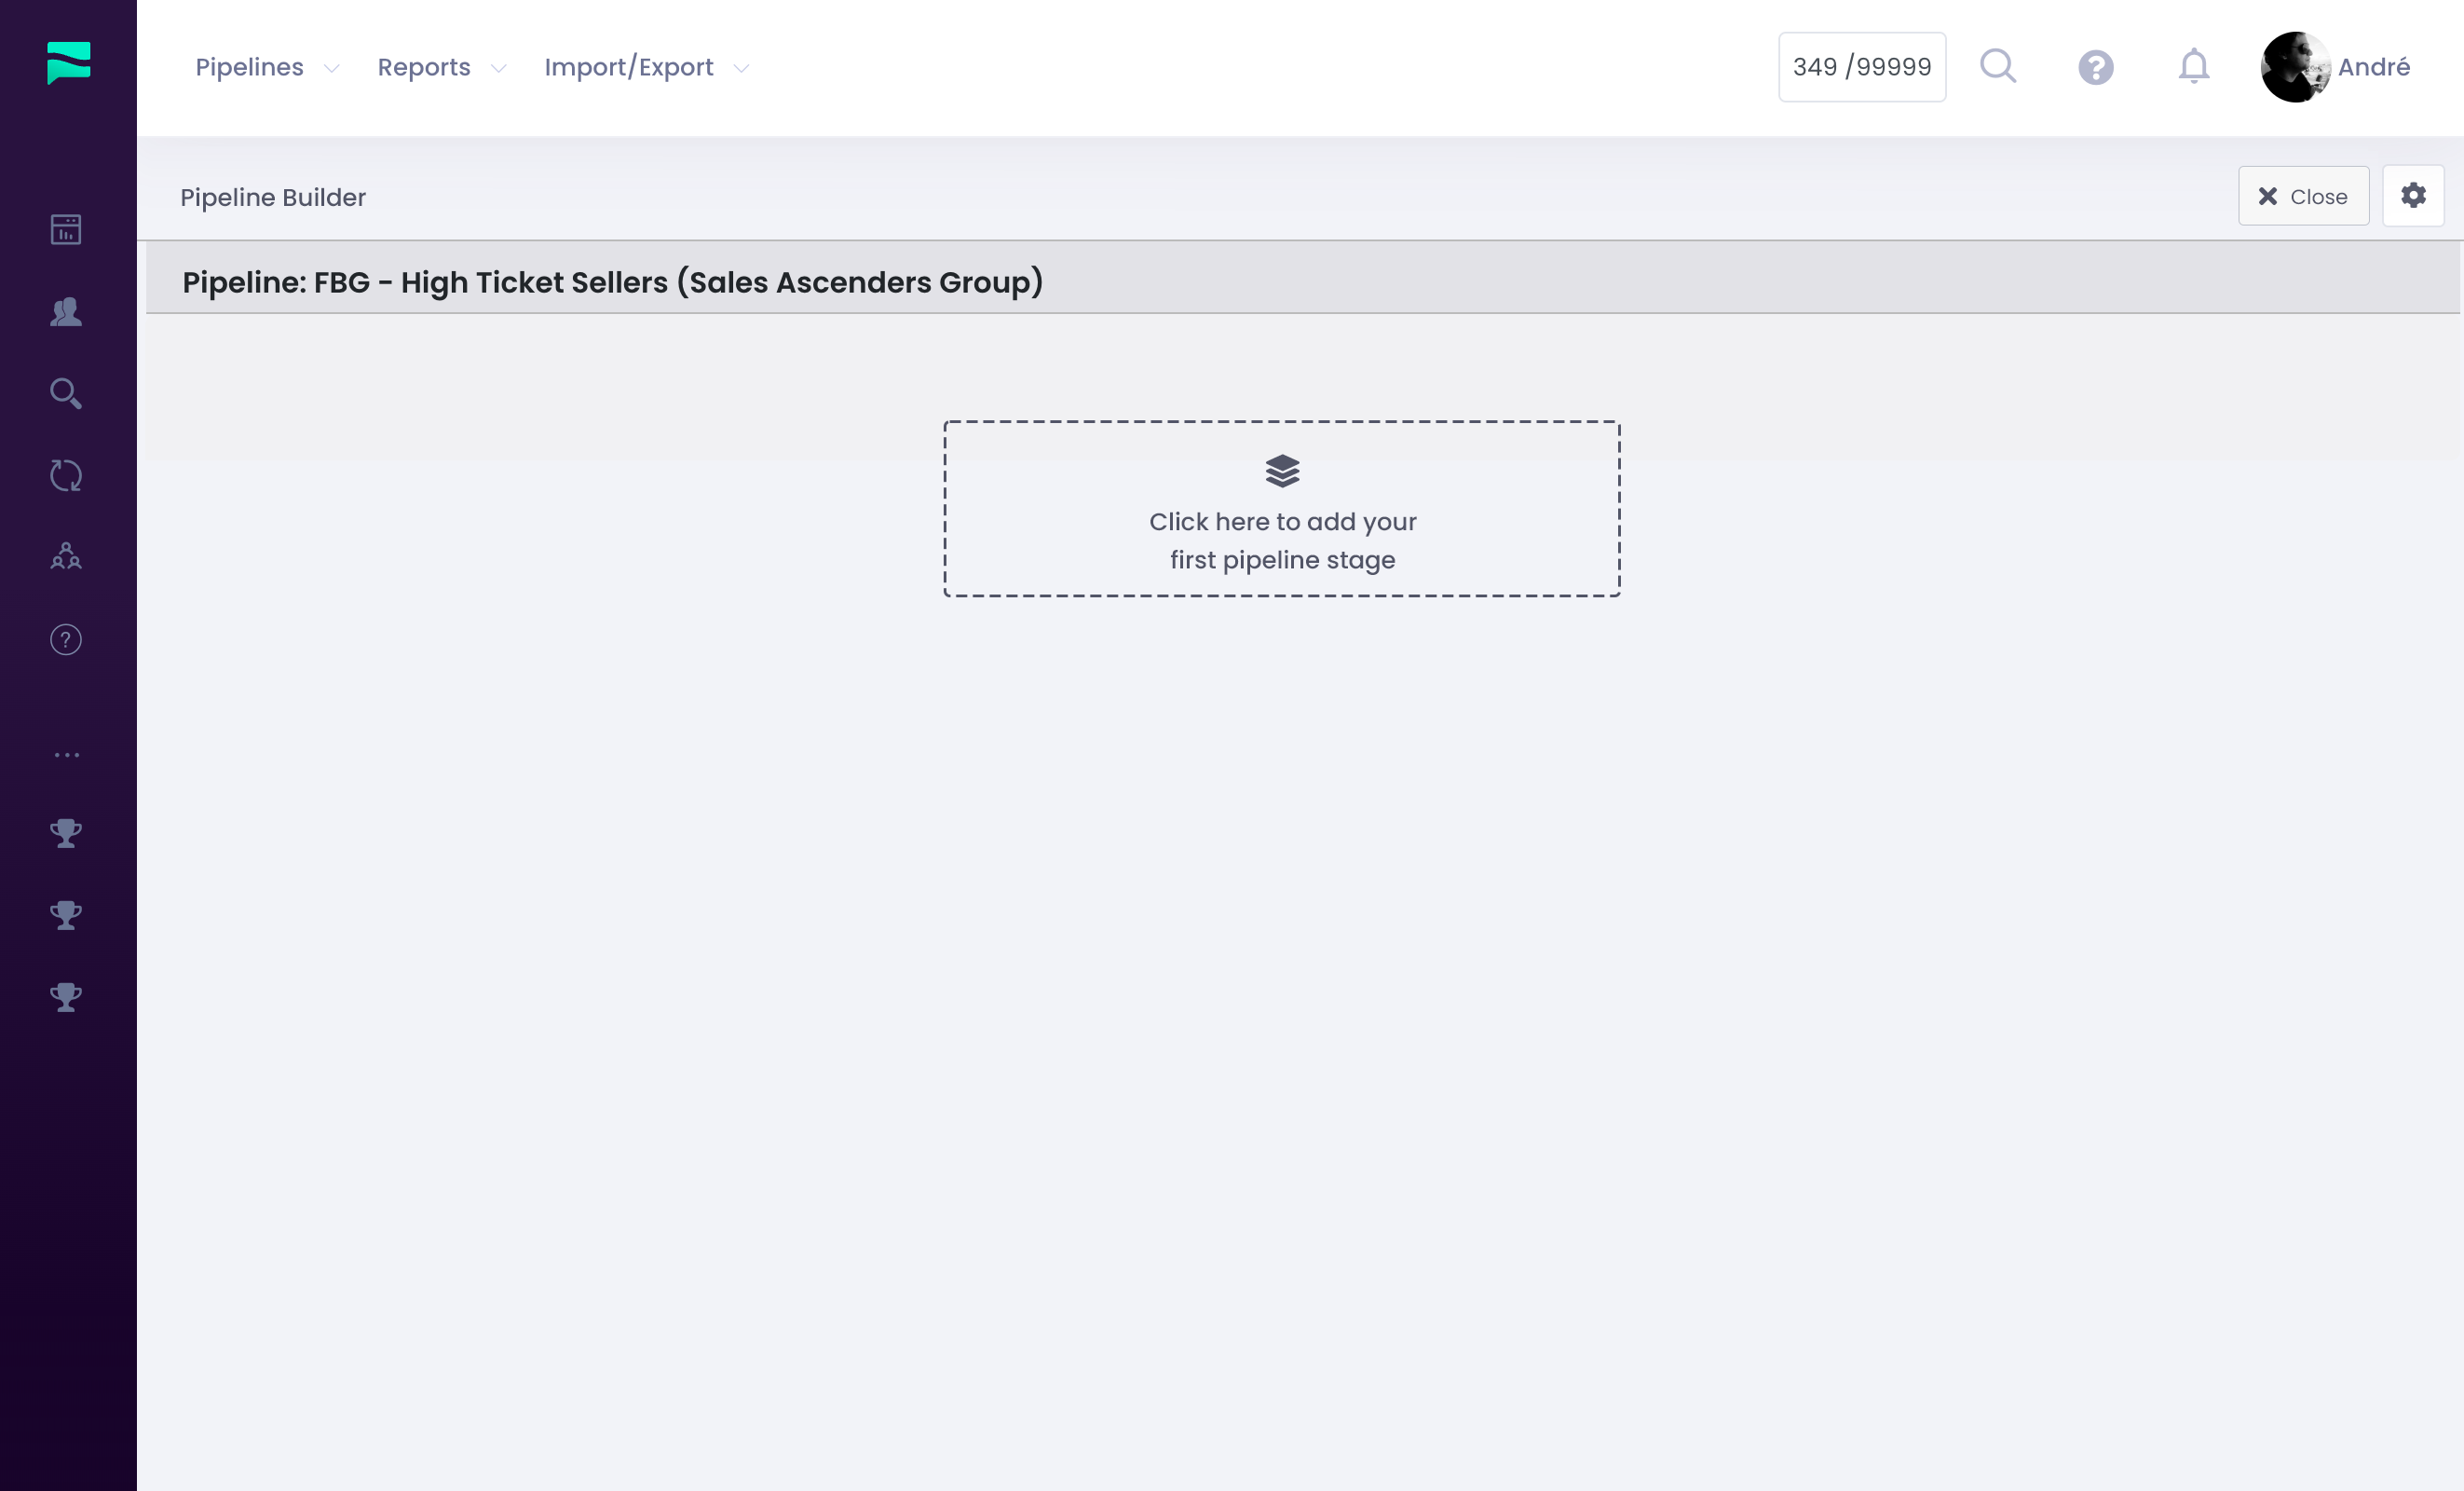 Pipelines
Reports
Import/Export
349 /99999
André
Pipeline Builder
Close
Pipeline: FBG - High Ticket Sellers (Sales Ascenders Group)
Click here to add your
first pipeline stage